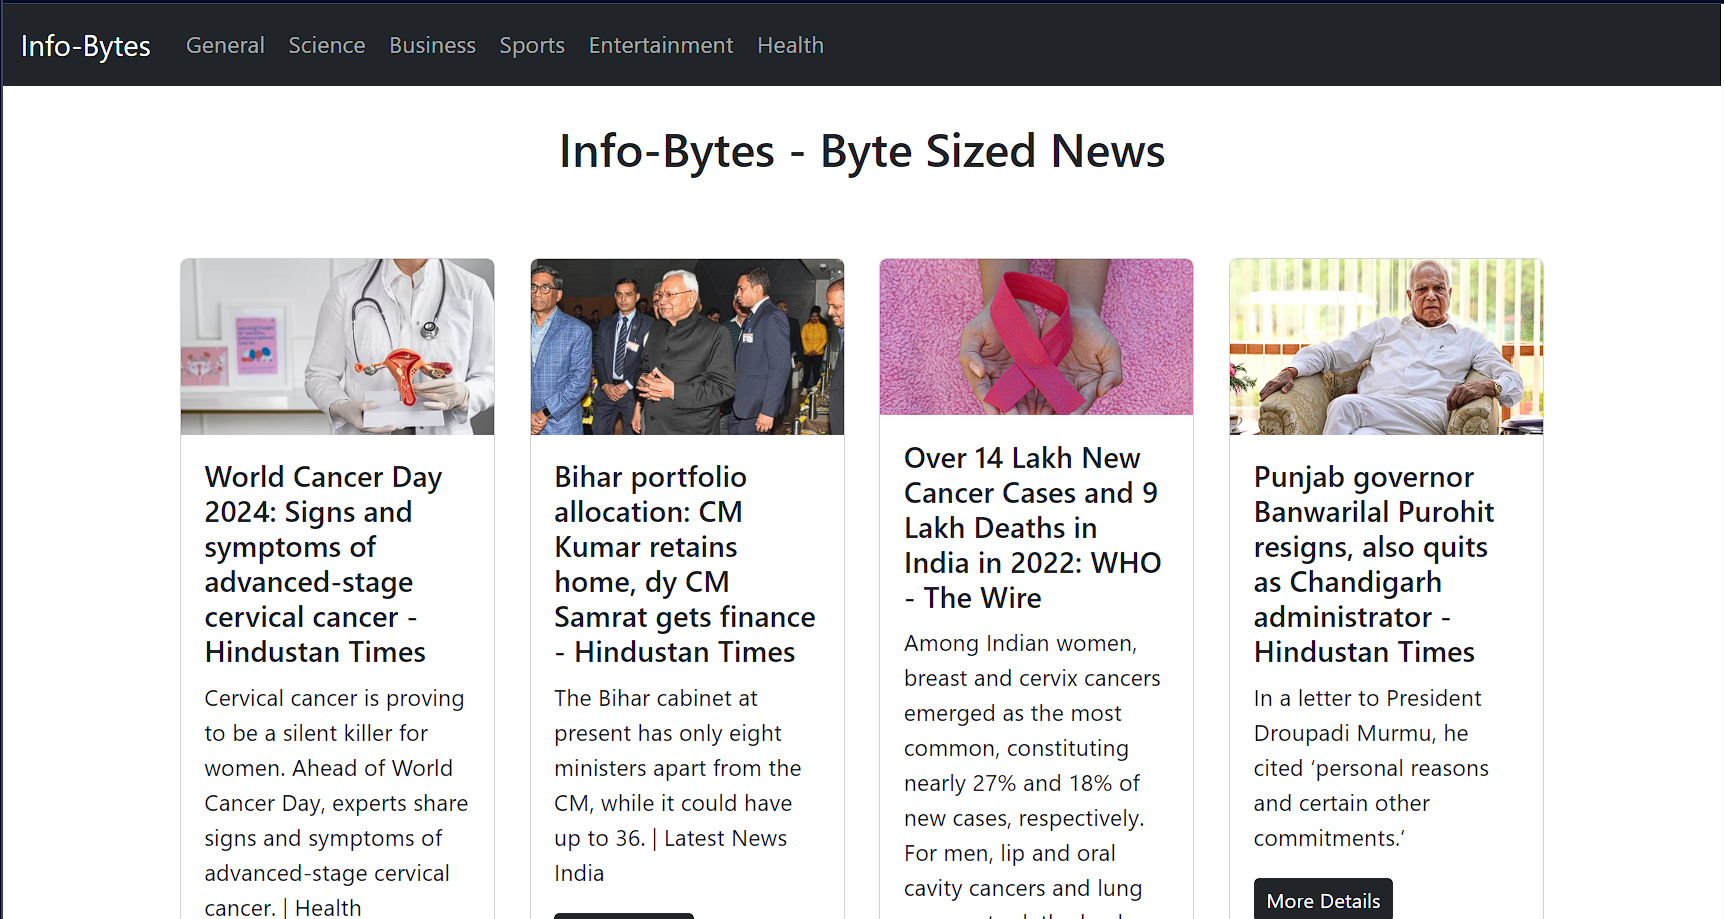 Info-Bytes General Science Business Sports Entertainment Health
Info-Bytes - Byte Sized News
World Cancer Day
2024: Signs and
symptoms of
advanced-stage
cervical cancer -
Hindustan Times
Cervical cancer is proving
to be a silent killer for
women. Ahead of World
Cancer Day, experts share
signs and symptoms of
advanced-stage cervical
cancer. | Health
Bihar portfolio
allocation: CM
Kumar retains
home, dy CM
Samrat gets finance
- Hindustan Times
The Bihar cabinet at
present has only eight
ministers apart from the
CM, while it could have
up to 36. | Latest News
India
Over 14 Lakh New
Cancer Cases and 9
Lakh Deaths in
India in 2022: WHO
- The Wire
Among Indian women,
breast and cervix cancers
emerged as the most
common, constituting
nearly 27% and 18% of
new cases, respectively.
For men, lip and oral
cavity cancers and lung
Punjab governor
Banwarilal Purohit
resigns, also quits
as Chandigarh
administrator -
Hindustan Times
In a letter to President
Droupadi Murmu, he
cited ‘personal reasons
and certain other
commitments.‘
More Details